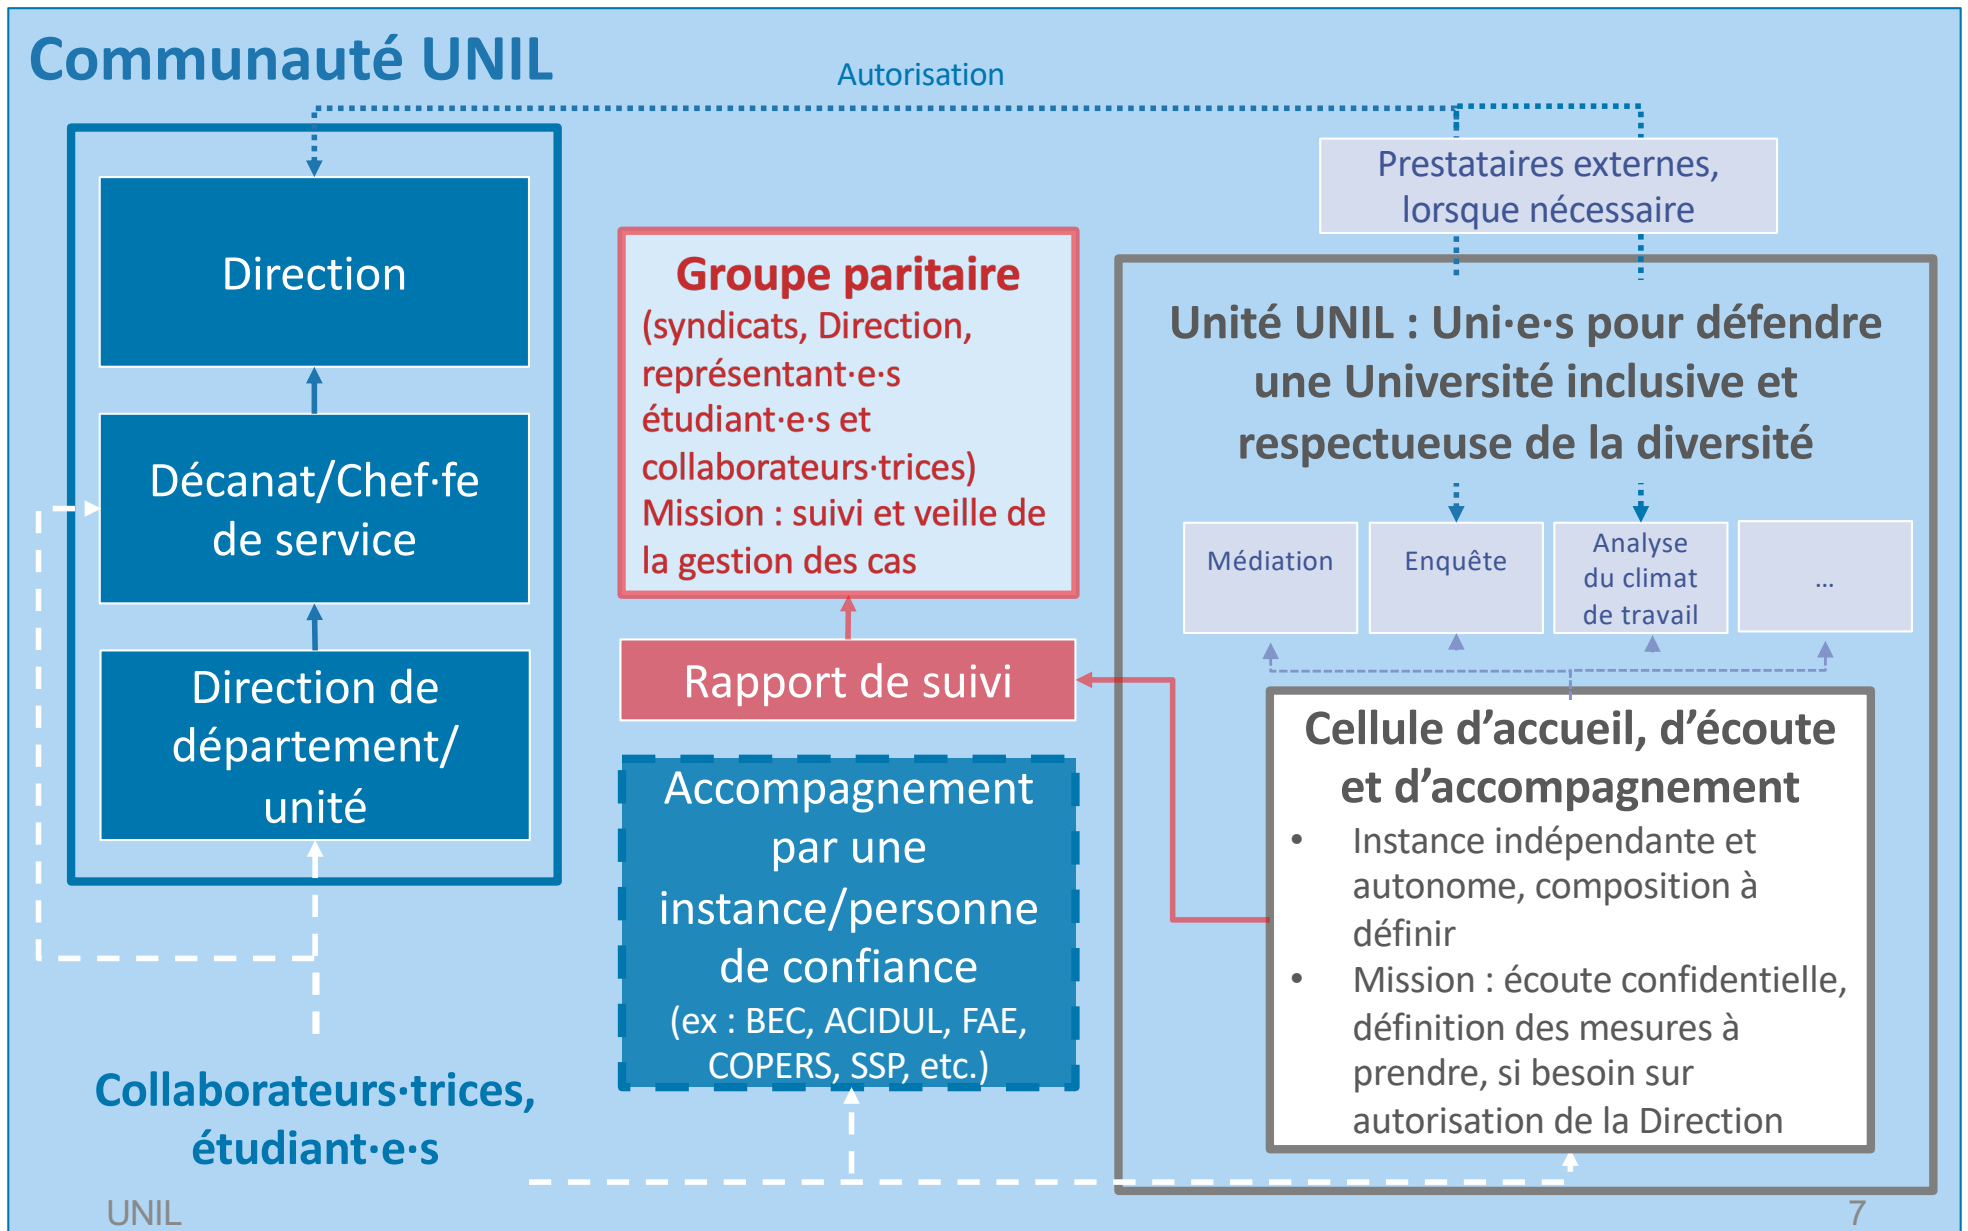 Communauté UNIL
Autorisation
Direction
Décanat/Chef·fe
de service
Direction de
département/
unité
Collaborateurs·trices,
étudiant·e·s
Groupe paritaire
(syndicats, Direction,
représentant·e·s
étudiant·e·s et
collaborateurs·trices)
Mission : suivi et veille de
la gestion des cas
Rapport de suivi
Accompagnement
par une
instance/personne
de confiance
(ex : BEC, ACIDUL, FAE,
COPERS, SSP, etc.)
Prestataires externes,
lorsque nécessaire
Unité UNIL : Uni·e·s pour défendre
une Université inclusive et
respectueuse de la diversité
Médiation
Enquête
Analyse
du climat
de travail
...
Cellule d’accueil, d’écoute
et d’accompagnement
• Instance indépendante et
autonome, composition à
définir
• Mission : écoute confidentielle,
définition des mesures à
prendre, si besoin sur
autorisation de la Direction
UNIL
7